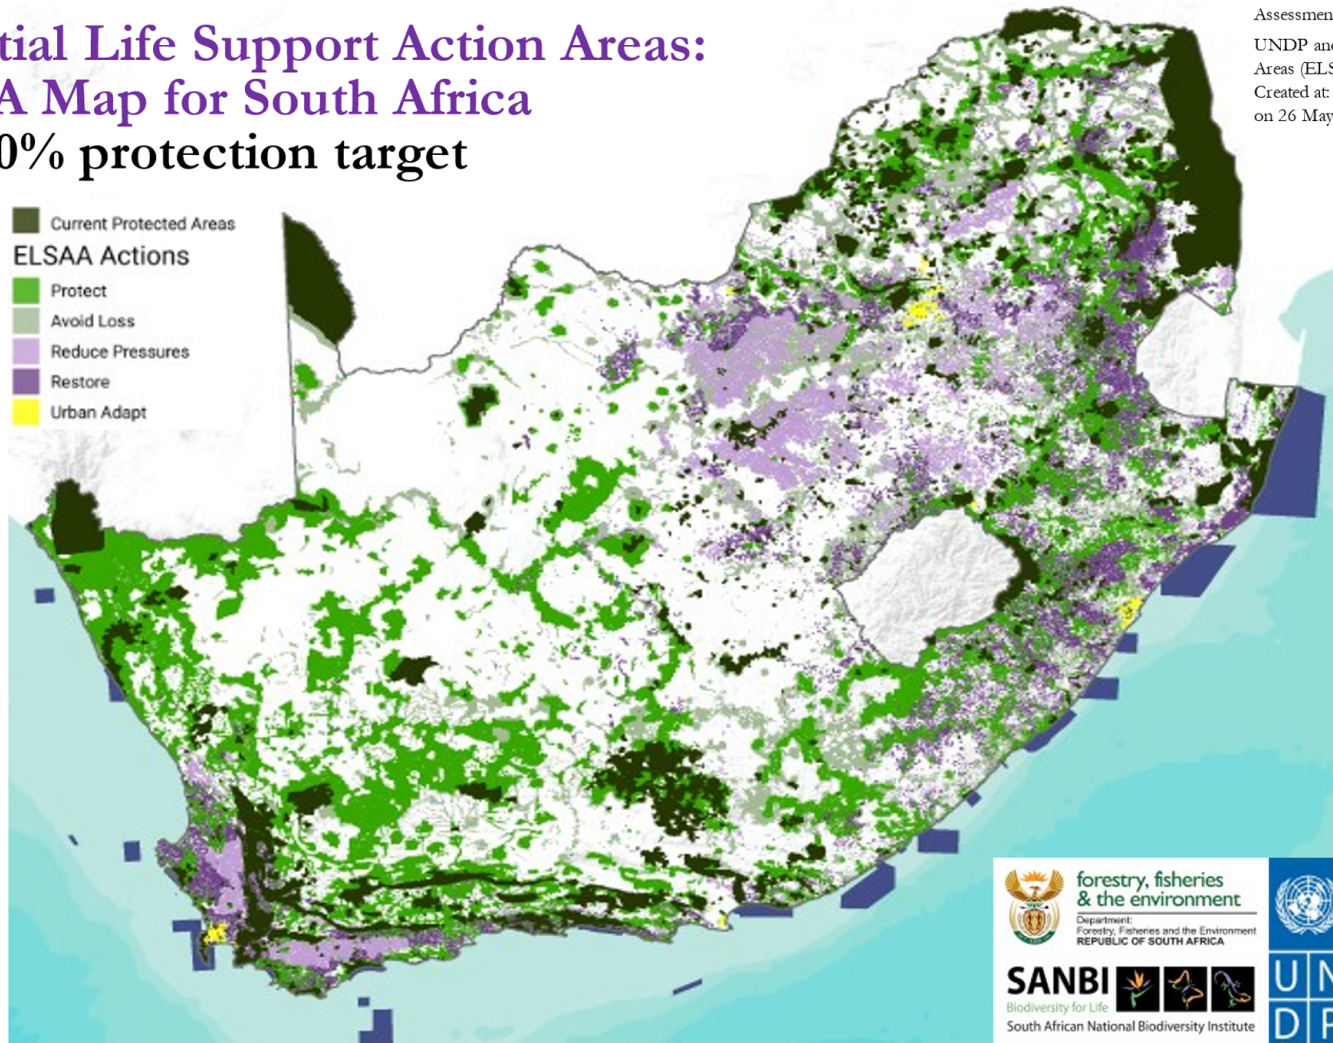 tial Life Support Action Areas:
A Map for South Africa
0% protection target
Assessmen
UNDP and
Areas (ELS
Created at:
on 26 May
Current Protected Areas
ELSAA Actions
Protect
Avoid Loss
Reduce Pressures
Restore
Urban Adapt
forestry, fisheries
& the environment
Department:
Forestry, Fisheries and the Environment
REPUBLIC OF SOUTH AFRICA
SANBI
Biodiversity for Life
South African National Biodiversity Institute
U N
D P